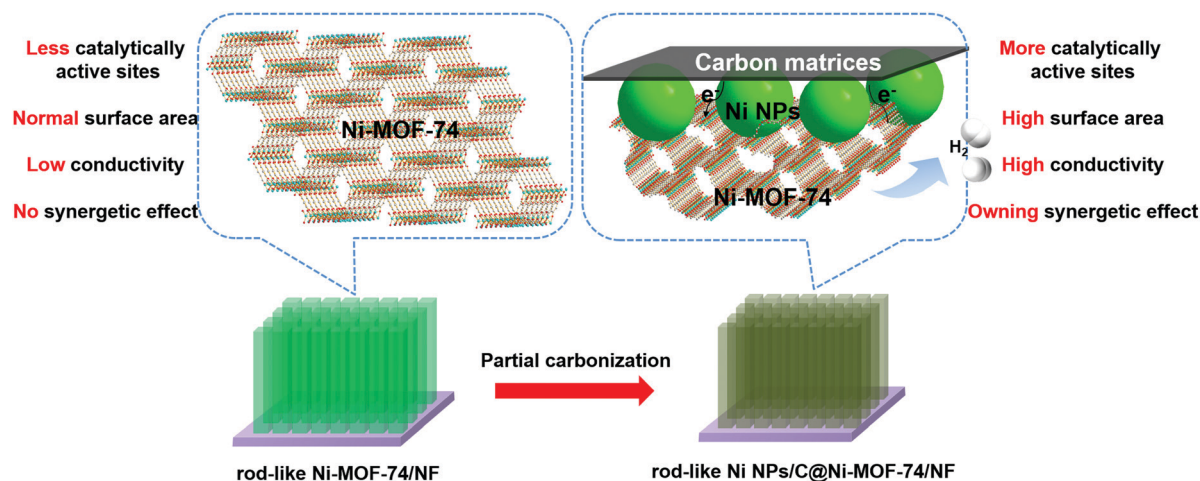 Less catalytically
active sites
Normal surface area
Low conductivity
No synergetic effect
Ni-MOF-74
Carbon matrices
e-
e-
Ni NPs
Ni-MOF-74
H2
More catalytically
active sites
High surface area
High conductivity
Owning synergetic effect
Partial carbonization
rod-like Ni-MOF-74/NF
rod-like Ni NPs/C@Ni-MOF-74/NF